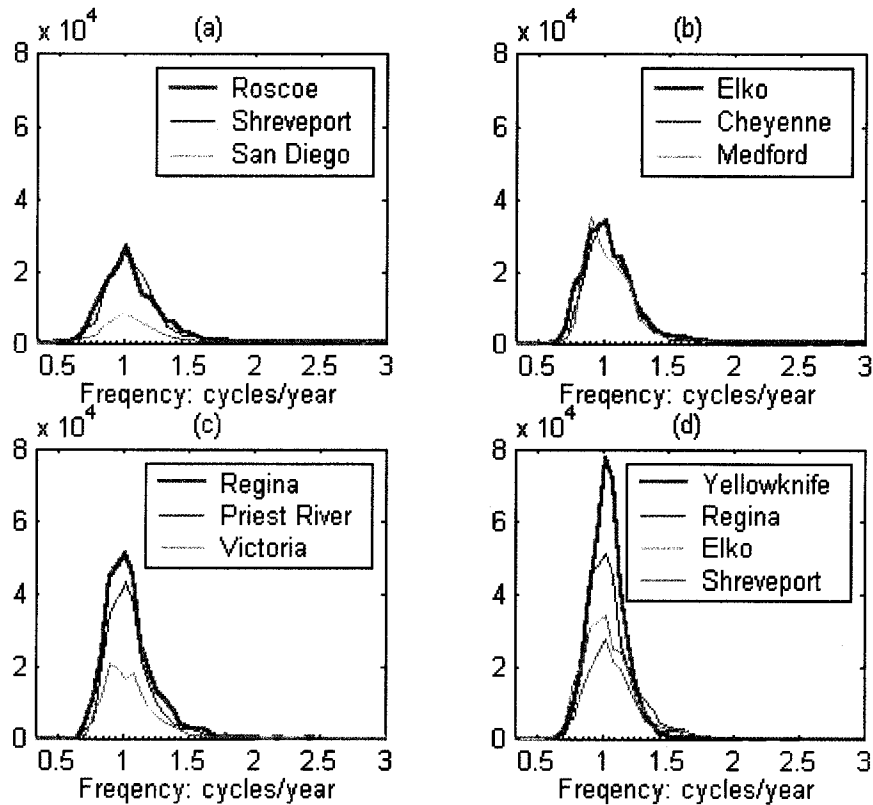 x 10^4 (a)
8
6
4
2
0
Roscoe
Shreveport
San Diego
0.5 1 1.5 2 2.5 3
Freqency: cycles/year
x 10^4 (b)
8
6
4
2
0
Elko
Cheyenne
Medford
0.5 1 1.5 2 2.5 3
Freqency: cycles/year
x 10^4 (c)
8
6
4
2
0
Regina
Priest River
Victoria
0.5 1 1.5 2 2.5 3
Freqency: cycles/year
x 10^4 (d)
8
6
4
2
0
Yellowknife
Regina
Elko
Shreveport
0.5 1 1.5 2 2.5 3
Freqency: cycles/year